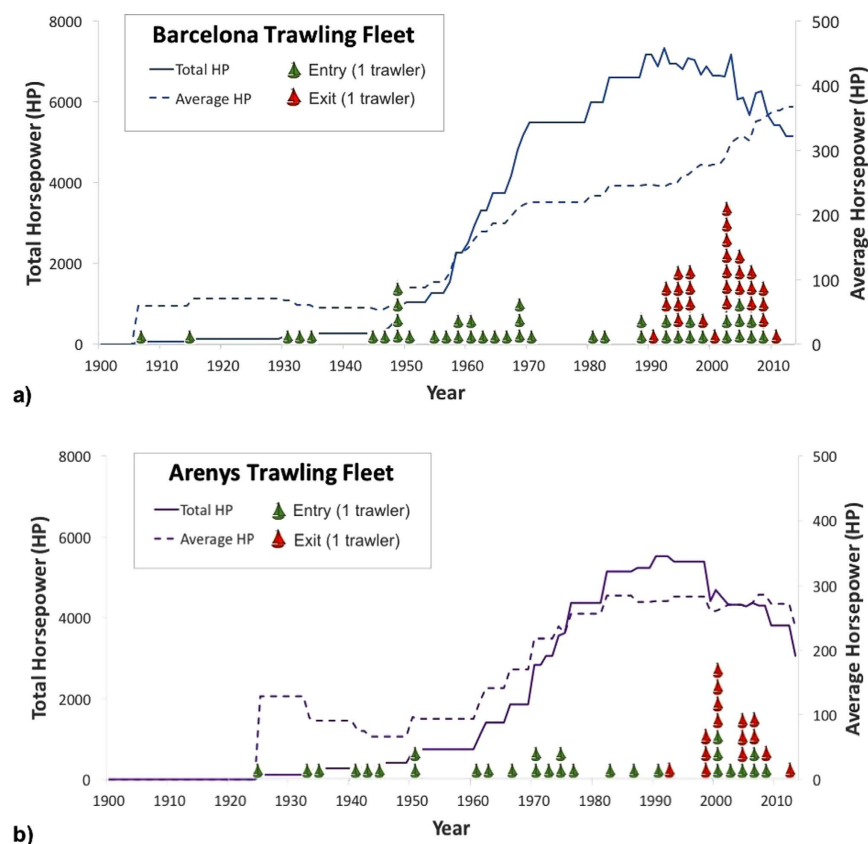 Barcelona Trawling Fleet
Total HP
Entry (1 trawler)
Average HP
Exit (1 trawler)
Total Horsepower (HP)
8000
6000
4000
2000
0
500
400
300
200
100
0
Average Horsepower (HP)
1900 1910 1920 1930 1940 1950 1960 1970 1980 1990 2000 2010
Year
a)
Arenys Trawling Fleet
Total HP
Entry (1 trawler)
Average HP
Exit (1 trawler)
Total Horsepower (HP)
8000
6000
4000
2000
0
500
400
300
200
100
0
Average Horsepower (HP)
1900 1910 1920 1930 1940 1950 1960 1970 1980 1990 2000 2010
Year
b)